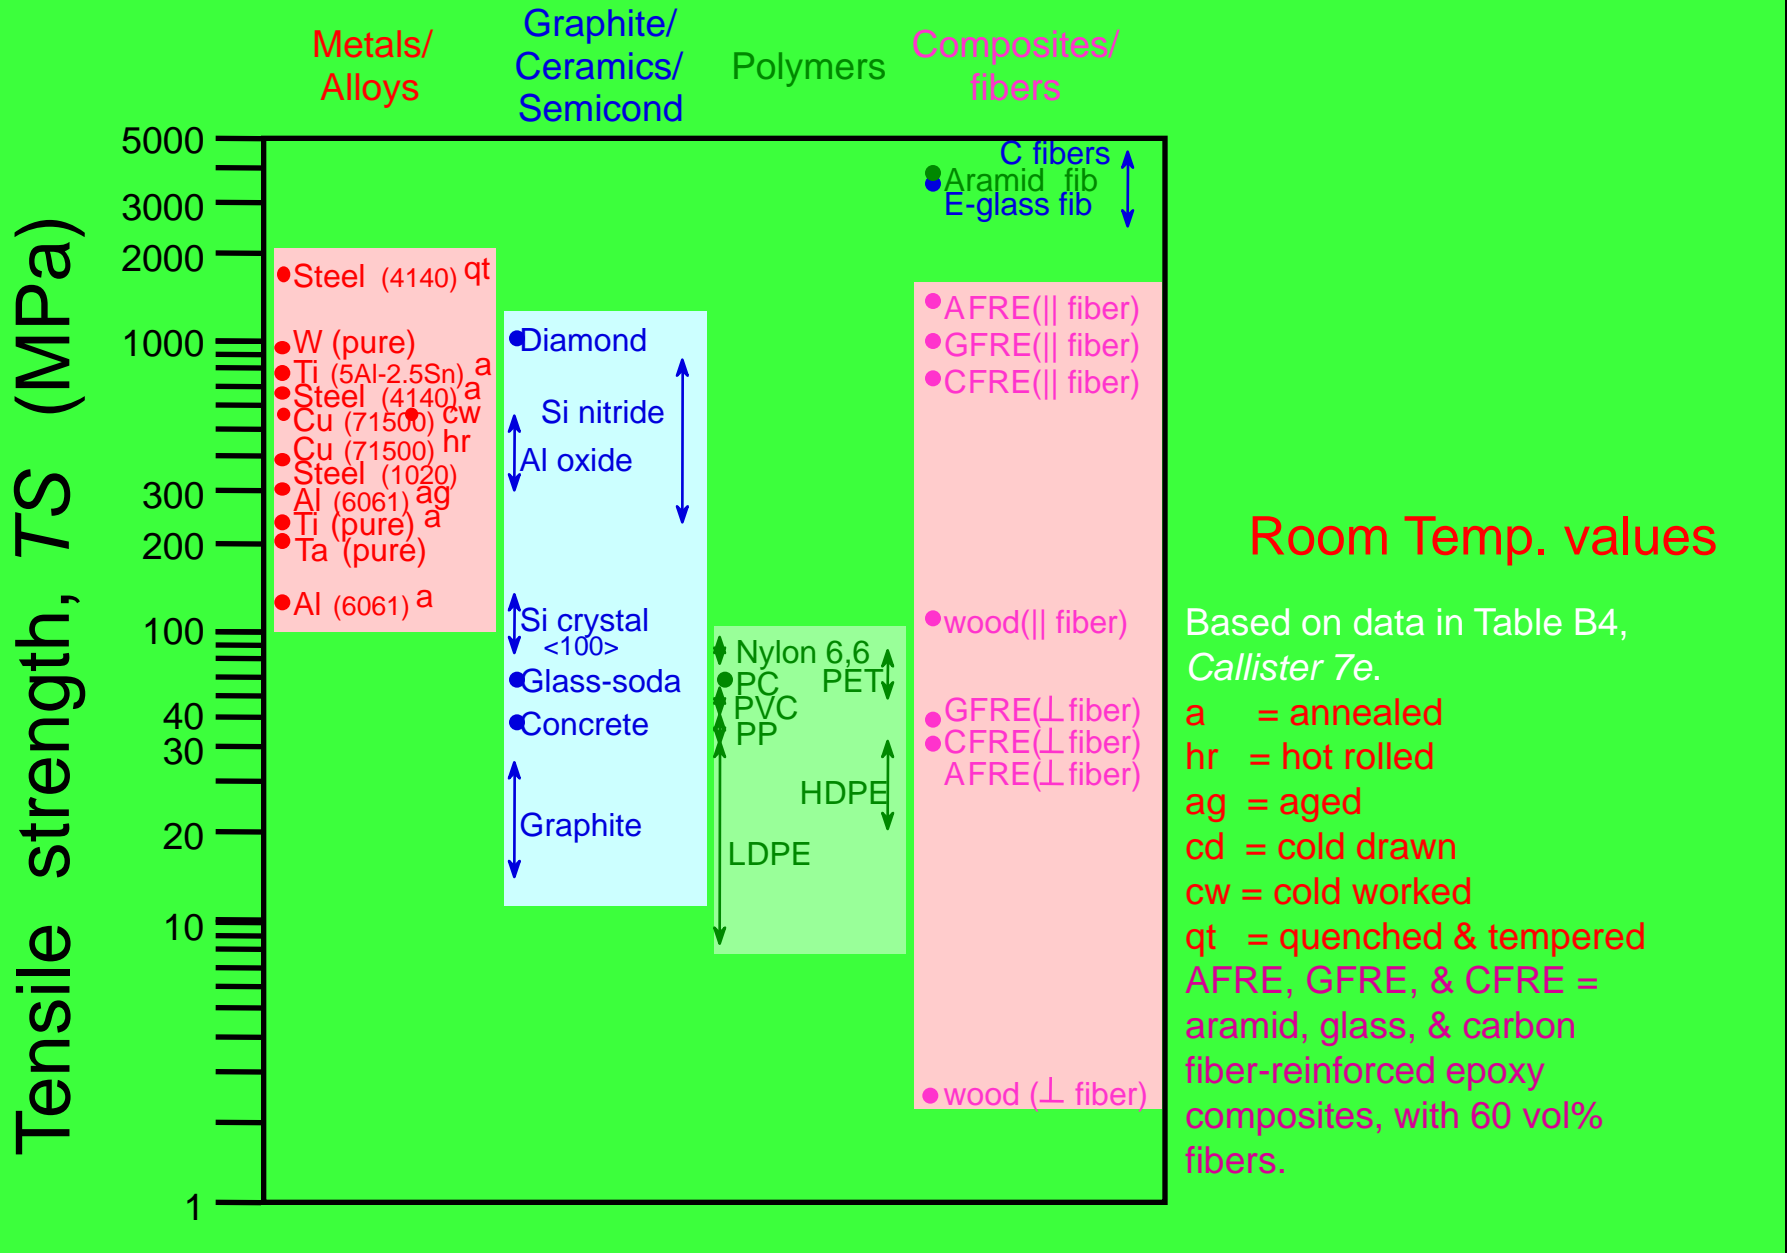 Metals/
Alloys
Graphite/
Ceramics/
Semicond
Polymers
Composites/
fibers
Tensile strength, TS (MPa)
5000
3000
2000
1000
300
200
100
40
30
20
10
1
Steel (4140) qt
W (pure)
Ti (5Al-2.5Sn) a
Steel (4140) a
Cu (71500) cw
Cu (71500) hr
Steel (1020)
Al (6061) ag
Ti (pure) a
Ta (pure)
Al (6061) a
Diamond
Si nitride
Al oxide
Si crystal
<100>
Glass-soda
Concrete
Graphite
Nylon 6,6
PC
PET
PVC
PP
HDPE
LDPE
C fibers
Aramid fib
E-glass fib
AFRE(|| fiber)
GFRE(|| fiber)
CFRE(|| fiber)
wood(|| fiber)
GFRE(⊥ fiber)
CFRE(⊥ fiber)
AFRE(⊥ fiber)
wood (⊥ fiber)
Room Temp. values
Based on data in Table B4,
Callister 7e.
a = annealed
hr = hot rolled
ag = aged
cd = cold drawn
cw = cold worked
qt = quenched & tempered
AFRE, GFRE, & CFRE =
aramid, glass, & carbon
fiber-reinforced epoxy
composites, with 60 vol%
fibers.